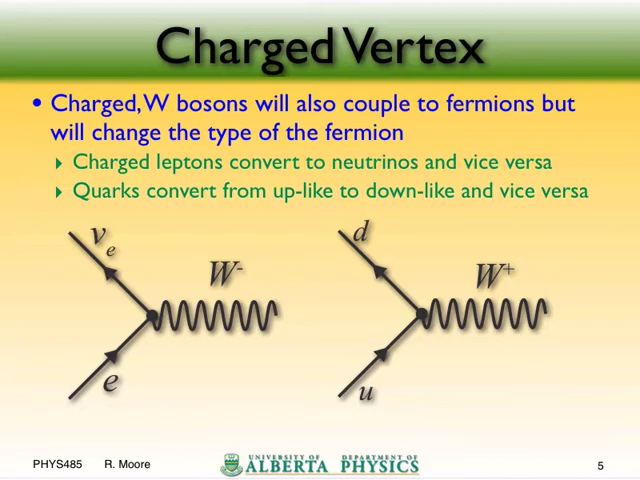 Charged Vertex
• Charged, W bosons will also couple to fermions but
will change the type of the fermion
▸ Charged leptons convert to neutrinos and vice versa
▸ Quarks convert from up-like to down-like and vice versa
νe
W-
e
d
W+
u
PHYS485 R. Moore
UNIVERSITY OF DEPARTMENT OF
ALBERTA PHYSICS
5